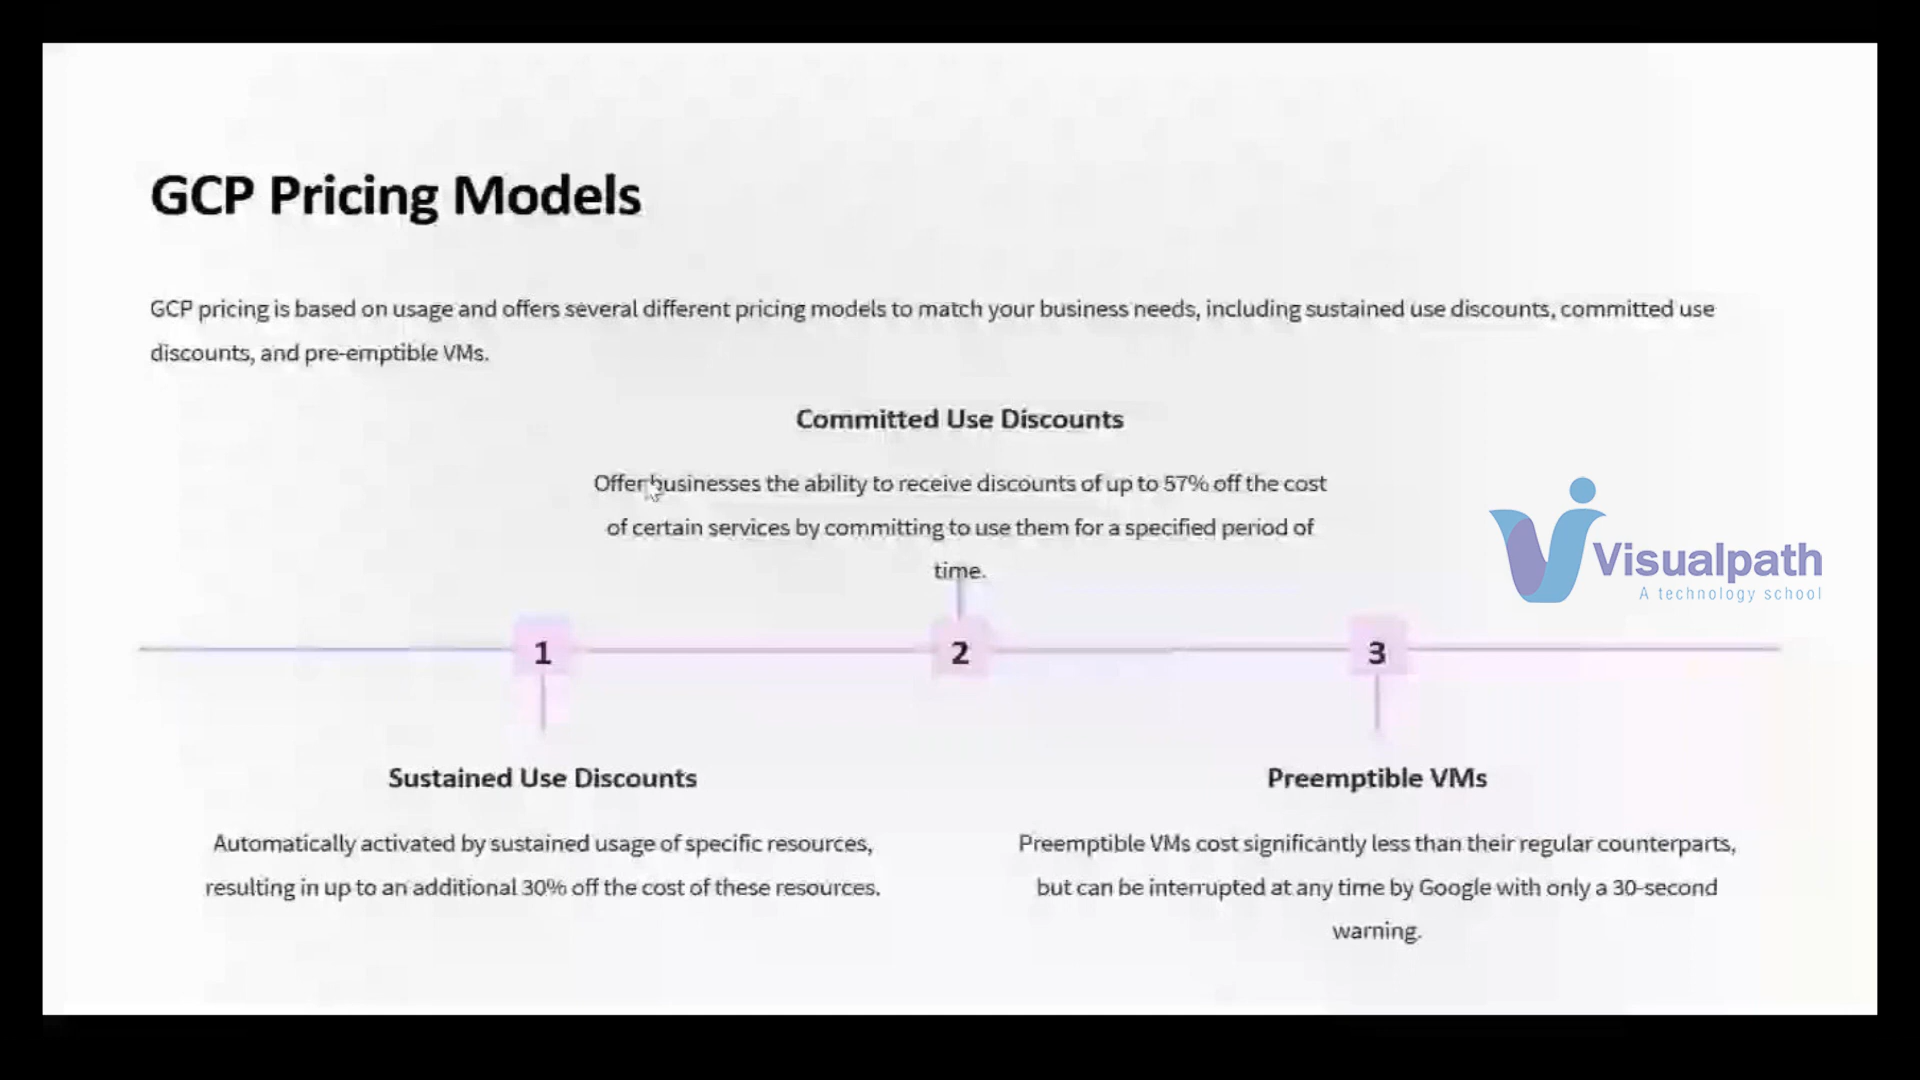 GCP Pricing Models
GCP pricing is based on usage and offers several different pricing models to match your business needs, including sustained use discounts, committed use
discounts, and pre-emptible VMs.
Committed Use Discounts
Offer businesses the ability to receive discounts of up to 57% off the cost
of certain services by committing to use them for a specified period of
time.
Visualpath
A technology school
1
2
3
Sustained Use Discounts
Automatically activated by sustained usage of specific resources,
resulting in up to an additional 30% off the cost of these resources.
Preemptible VMs
Preemptible VMs cost significantly less than their regular counterparts,
but can be interrupted at any time by Google with only a 30-second
warning.